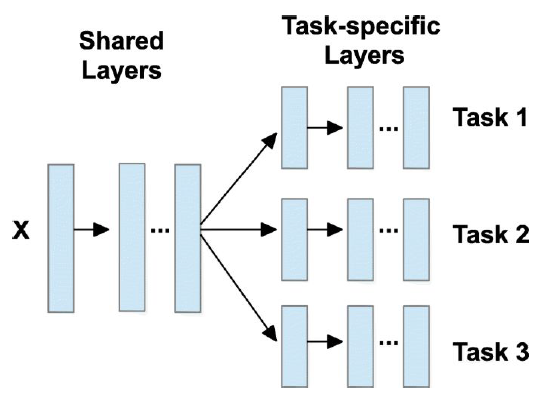 Shared
Layers
Task-specific
Layers
X
...
...
Task 1
...
Task 2
...
Task 3